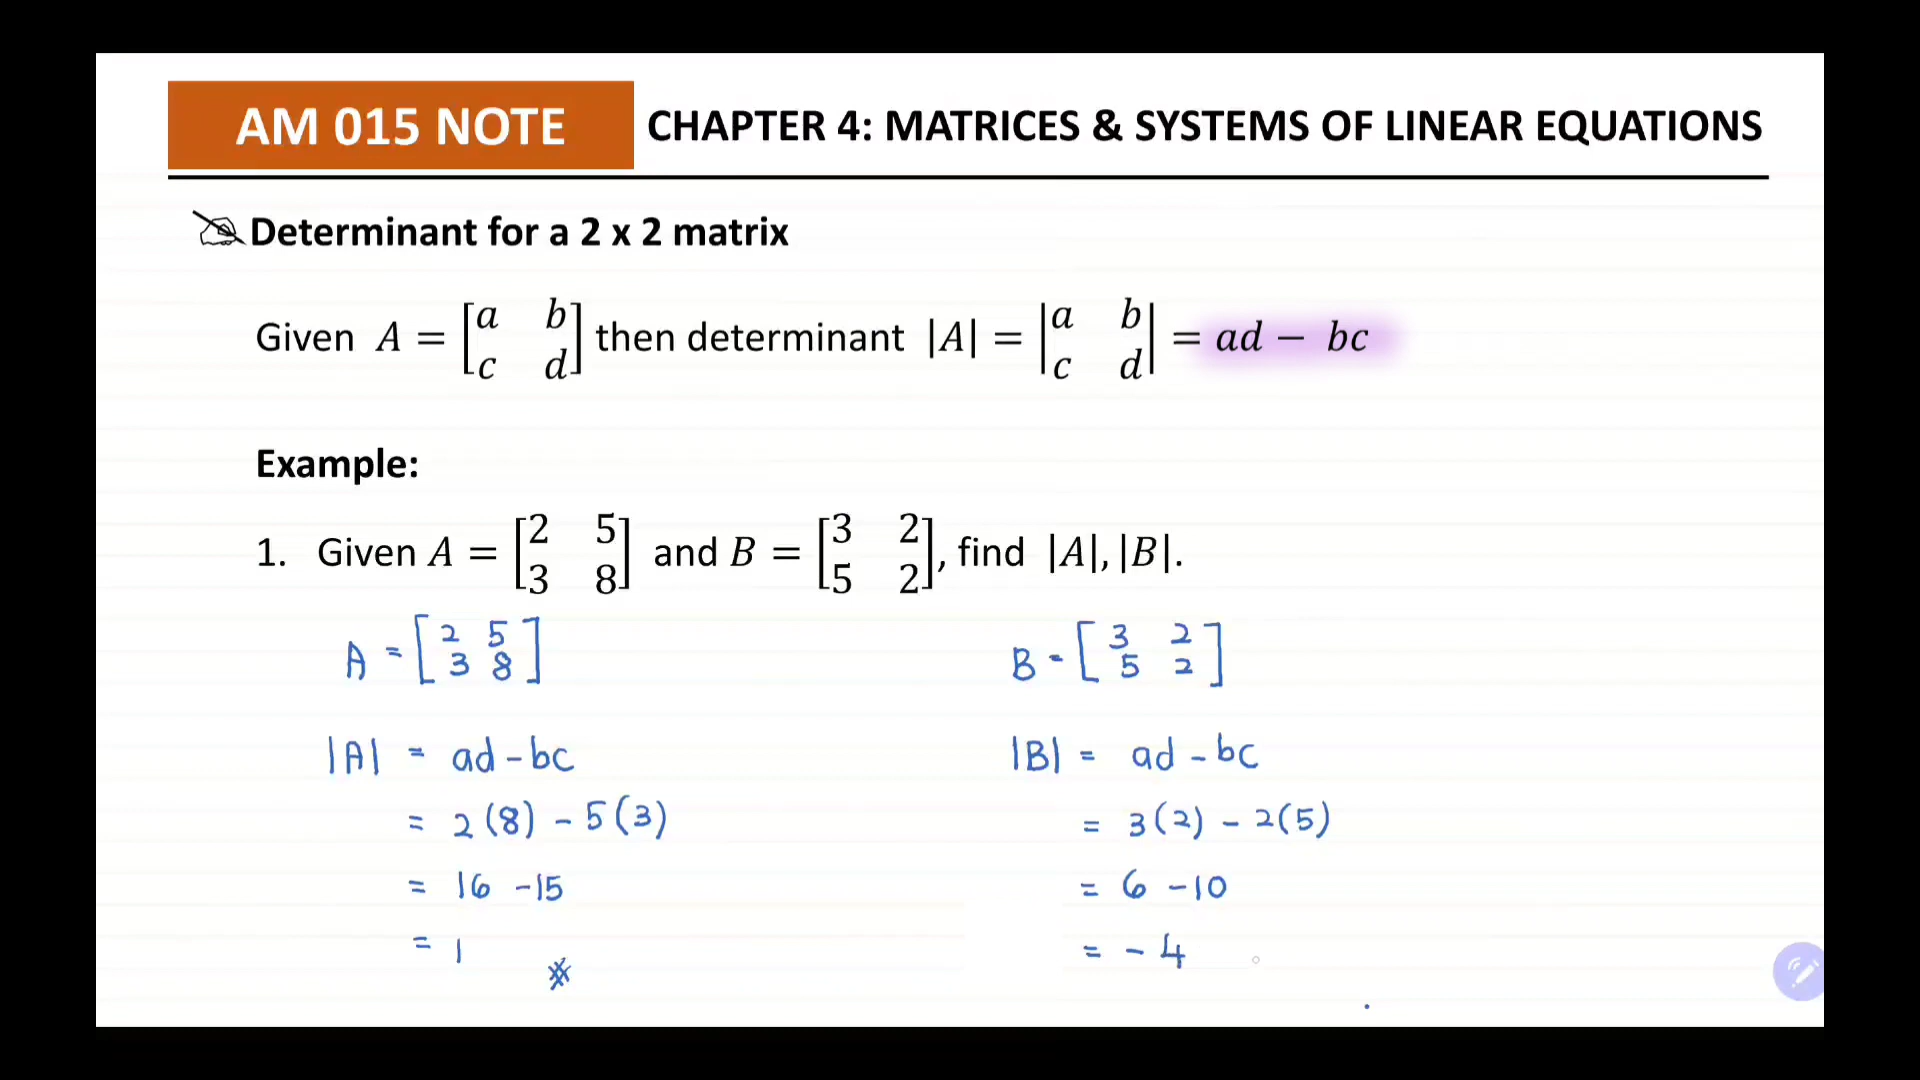 AM 015 NOTE CHAPTER 4: MATRICES & SYSTEMS OF LINEAR EQUATIONS
Determinant for a 2 x 2 matrix
Given A = [a b; c d] then determinant |A| = |a b; c d| = ad − bc
Example:
1. Given A = [2 5; 3 8] and B = [3 2; 5 2], find |A|, |B|.
A = [2 5; 3 8]
|A| = ad - bc
= 2(8) - 5(3)
= 16 - 15
= 1
B = [3 2; 5 2]
|B| = ad - bc
= 3(2) - 2(5)
= 6 - 10
= - 4